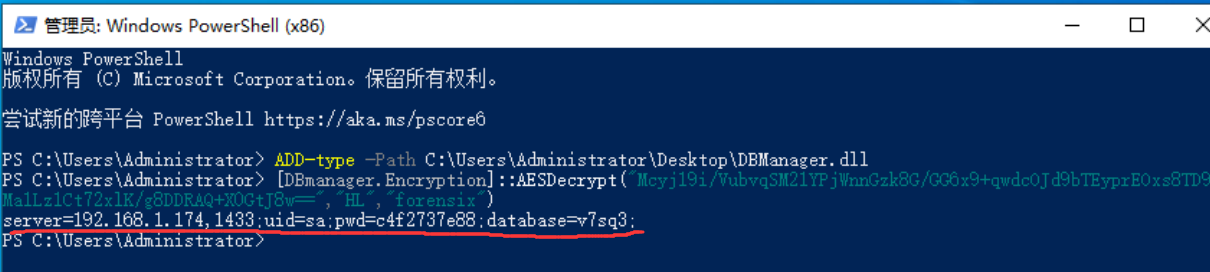 管理员: Windows PowerShell (x86)
Windows PowerShell
版权所有 (C) Microsoft Corporation。保留所有权利。
尝试新的跨平台 PowerShell https://aka.ms/pscore6
PS C:\Users\Administrator> ADD-type -Path C:\Users\Administrator\Desktop\DBManager.dll
PS C:\Users\Administrator> [DBmanager.Encryption]::AESDecrypt("Mcyj19i/VubvqSM21YPjWnnGzk8G/GG6x9+qwdcOJd9bTEyprEOxs8TD9
MalLzlCt72xlK/g8DDRAQ+XOGtJ8w==","HL","forensix")
server=192.168.1.174,1433;uid=sa;pwd=c4f2737e88;database=v7sq3;
PS C:\Users\Administrator>